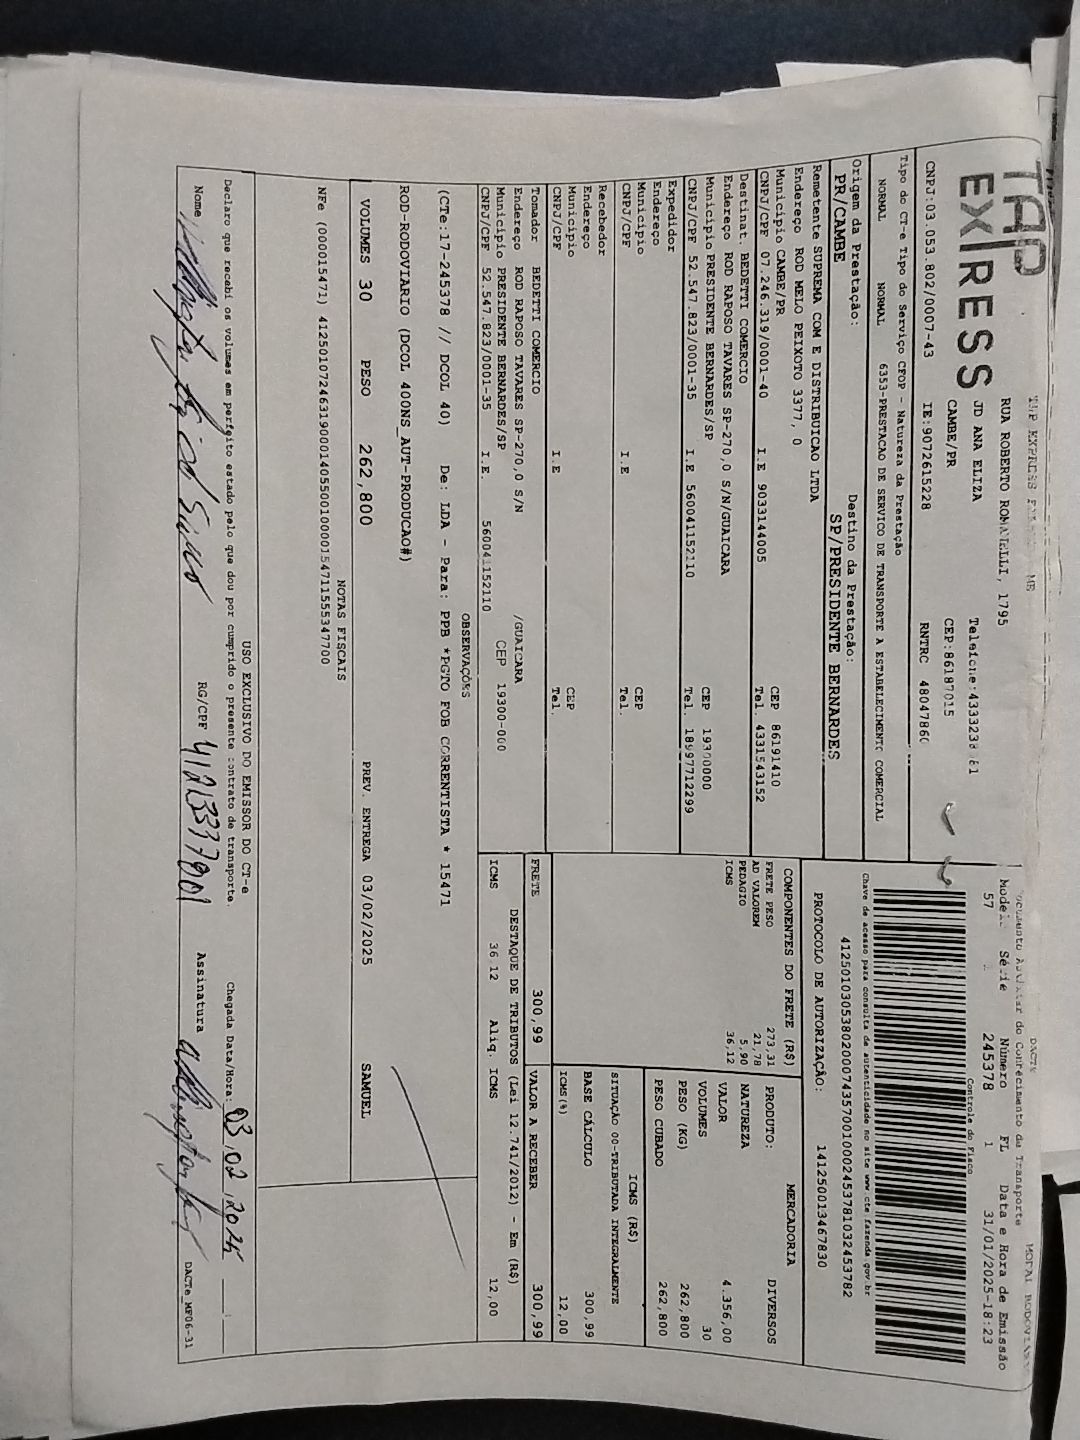 TAP
EXPRESS
RUA ROBERTO ROMANELLI, 1795
JD ANA ELIZA
CAMBE/PR CEP:86187015
CNPJ:03.053.802/0007-43 IE:9072615228 RNTRC 48047860
Tipo do CT-e Tipo do Serviço CFOP - Natureza da Prestação
NORMAL NORMAL 6353-PRESTACAO DE SERVICO DE TRANSPORTE A ESTABELECIMENTO COMERCIAL
Origem da Prestação: Destino da Prestação:
PR/CAMBE SP/PRESIDENTE BERNARDES
Remetente SUPREMA COM E DISTRIBUICAO LTDA
Endereço ROD MELO PEIXOTO 3377, 0
Município CAMBE/PR CEP 86191410
CNPJ/CPF 07.246.319/0001-40 I.E 9033144005 Tel. 4331543152
Destinat. BEDETTI COMERCIO
Endereço ROD RAPOSO TAVARES SP-270,0 S/N/GUAICARA
Município PRESIDENTE BERNARDES/SP CEP 19300000
CNPJ/CPF 52.547.823/0001-35 I.E 560041152110 Tel. 18997712299
Expedidor
Endereço
Município CEP
CNPJ/CPF I.E Tel.
Recebedor
Endereço
Município CEP
CNPJ/CPF I.E Tel.
Tomador BEDETTI COMERCIO
Endereço ROD RAPOSO TAVARES SP-270,0 S/N /GUAICARA
Município PRESIDENTE BERNARDES/SP CEP 19300-000
CNPJ/CPF 52.547.823/0001-35 I.E. 560041152110
Documento Auxiliar do Conhecimento de Transporte
Modelo Série Número FL Data e Hora de Emissão
57 245378 1 31/01/2025-18:23
Controle do Fisco
Chave de acesso para consulta de autenticidade no site www.cte.fazenda.gov.br
41250103053802000743570010002453781032453782
PROTOCOLO DE AUTORIZAÇÃO: 141250013467830
COMPONENTES DO FRETE (R$)
FRETE PESO 273,31
AD VALOREM 21,78
PEDAGIO 5,90
ICMS 36,12
MERCADORIA
PRODUTO: DIVERSOS
NATUREZA
VALOR 4.356,00
VOLUMES 30
PESO (KG) 262,800
PESO CUBADO 262,800
ICMS (R$)
SITUAÇÃO 00-TRIBUTADA INTEGRALMENTE
BASE CÁLCULO 300,99
ICMS(%) 12,00
FRETE 300,99 VALOR A RECEBER 300,99
DESTAQUE DE TRIBUTOS (Lei 12.741/2012) - Em (R$)
ICMS 36 12 Aliq. ICMS 12,00
OBSERVAÇÕES
(CTe:17-245378 // DCOL 40) De: LDA - Para: PPB *PGTO FOB CORRENTISTA * 15471
ROD-RODOVIARIO (DCOL 400NS_AUT-PRODUCAO#)
VOLUMES 30 PESO 262,800 PREV. ENTREGA 03/02/2025 SAMUEL
NOTAS FISCAIS
NFe (000015471) 41250107246319000140550010000154711555347700
USO EXCLUSIVO DO EMISSOR DO CT-e
Declaro que recebi os volumes em perfeito estado pelo que dou por cumprido o presente contrato de transporte. Chegada Data/Hora: 03/02/2025
Nome RG/CPF Assinatura
DACTe_MF06-31